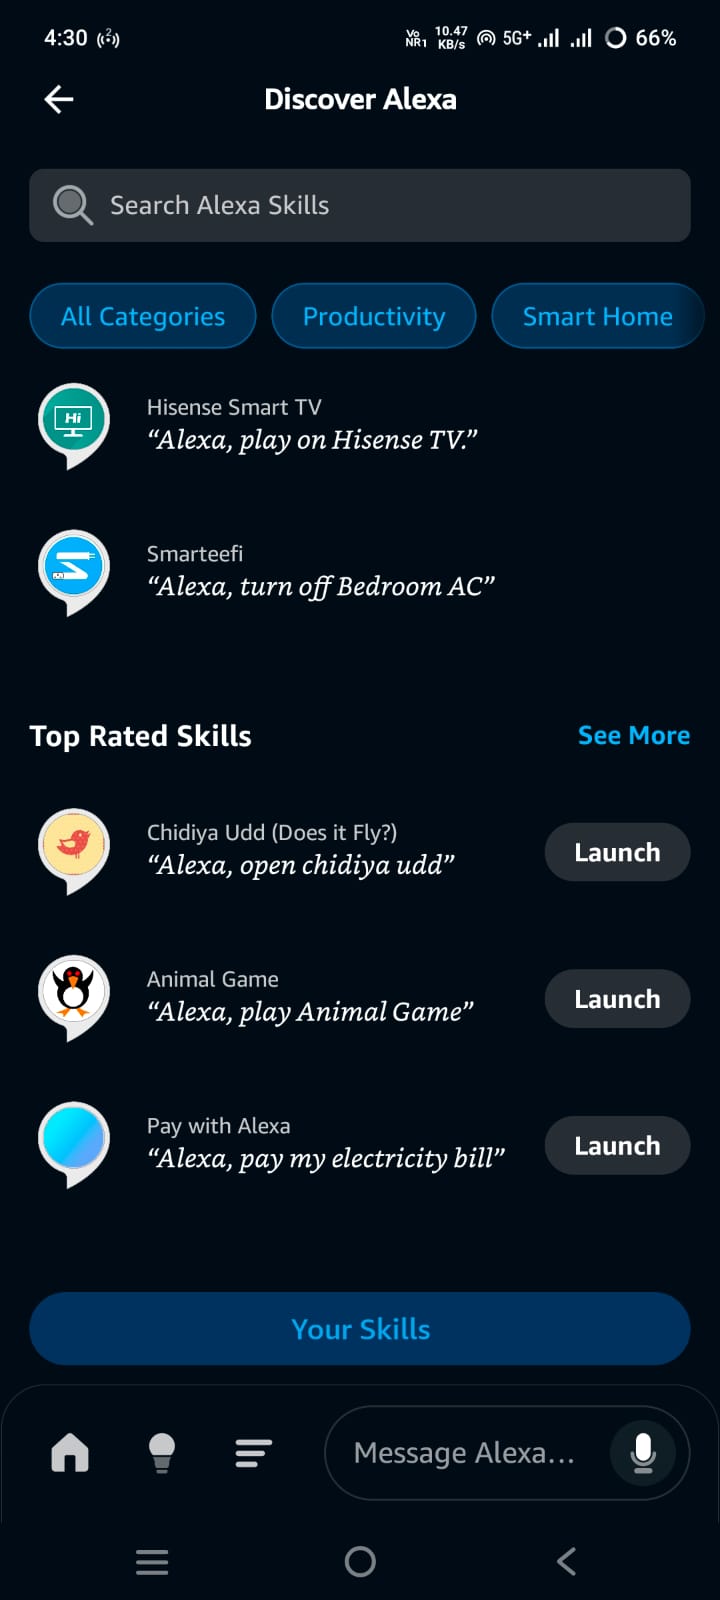 4:30
2
Vo
NR1
10.47
KB/s
5G+
66%
Discover Alexa
Search Alexa Skills
All Categories
Productivity
Smart Home
Hi
Hisense Smart TV
“Alexa, play on Hisense TV.”
Smarteefi
“Alexa, turn off Bedroom AC”
Top Rated Skills
See More
Chidiya Udd (Does it Fly?)
“Alexa, open chidiya udd”
Launch
Animal Game
“Alexa, play Animal Game”
Launch
Pay with Alexa
“Alexa, pay my electricity bill”
Launch
Your Skills
Message Alexa...